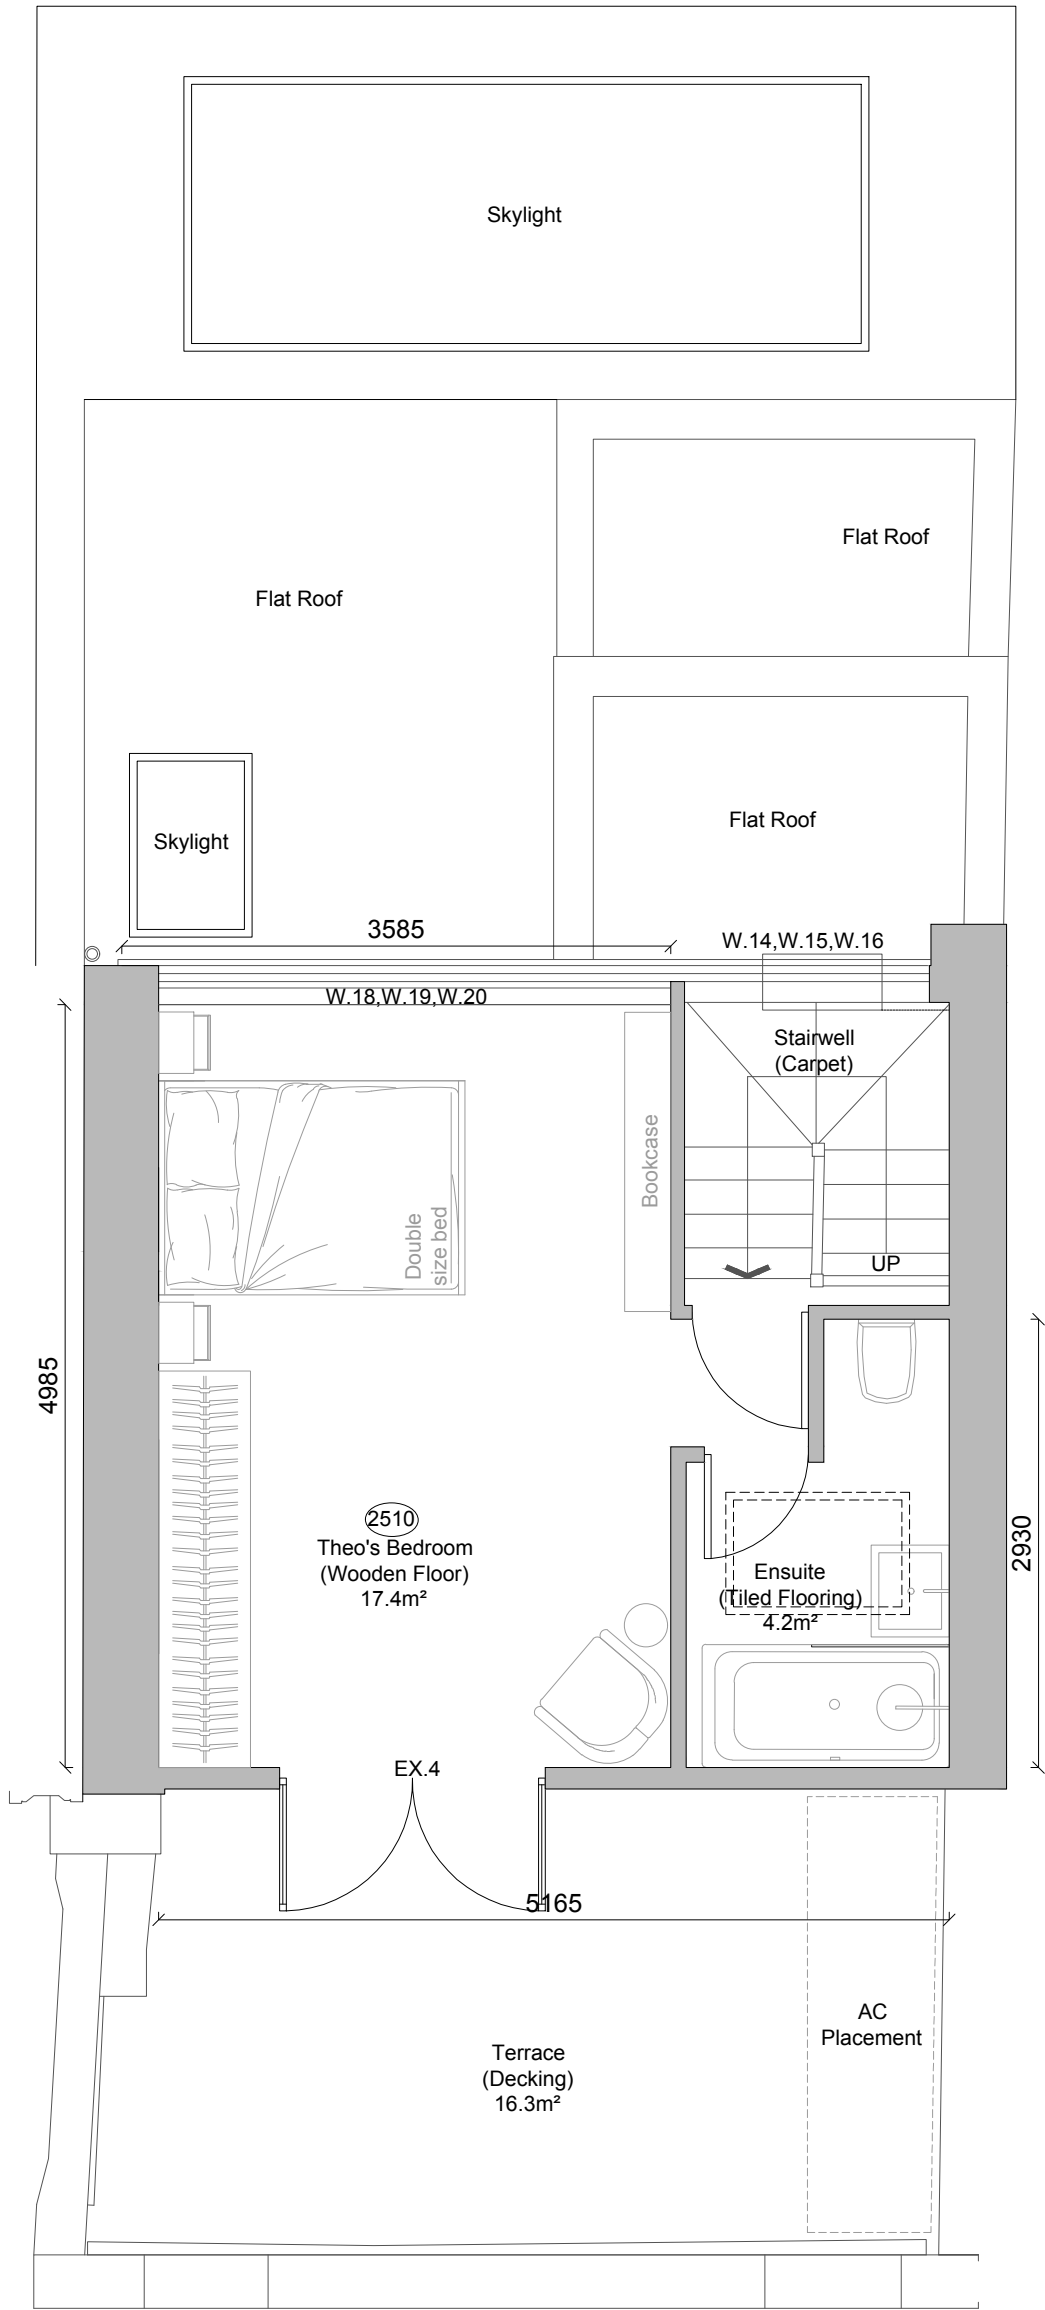 Skylight
Flat Roof
Flat Roof
Flat Roof
Skylight
3585
W.14,W.15,W.16
W.18,W.19,W.20
Stairwell
(Carpet)
Bookcase
Double
size bed
UP
4985
2930
2510
Theo's Bedroom
(Wooden Floor)
17.4m²
Ensuite
(Tiled Flooring)
4.2m²
EX.4
5165
AC
Placement
Terrace
(Decking)
16.3m²